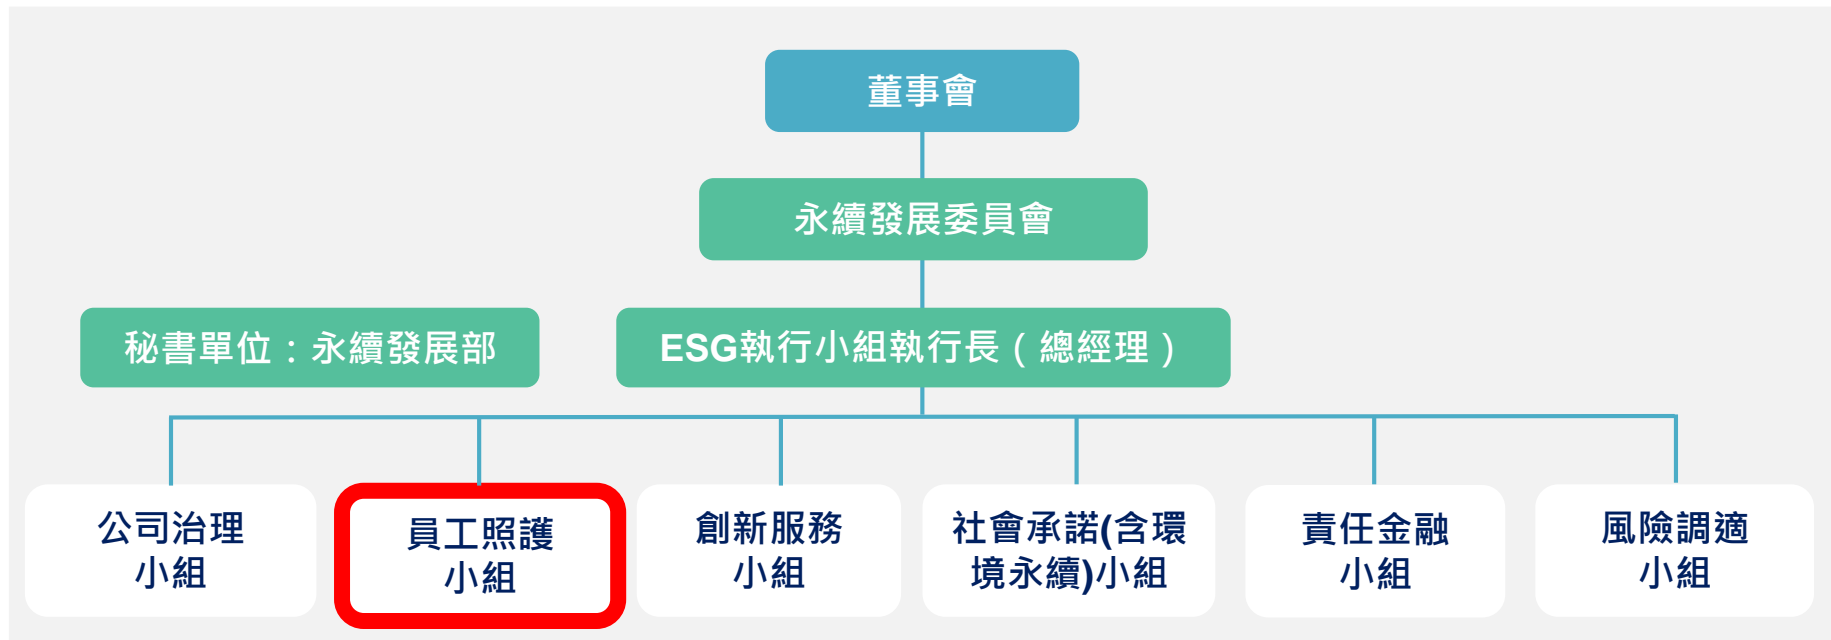 董事會
永續發展委員會
秘書單位：永續發展部
ESG執行小組執行長（總經理）
公司治理
小組
員工照護
小組
創新服務
小組
社會承諾(含環
境永續)小組
責任金融
小組
風險調適
小組